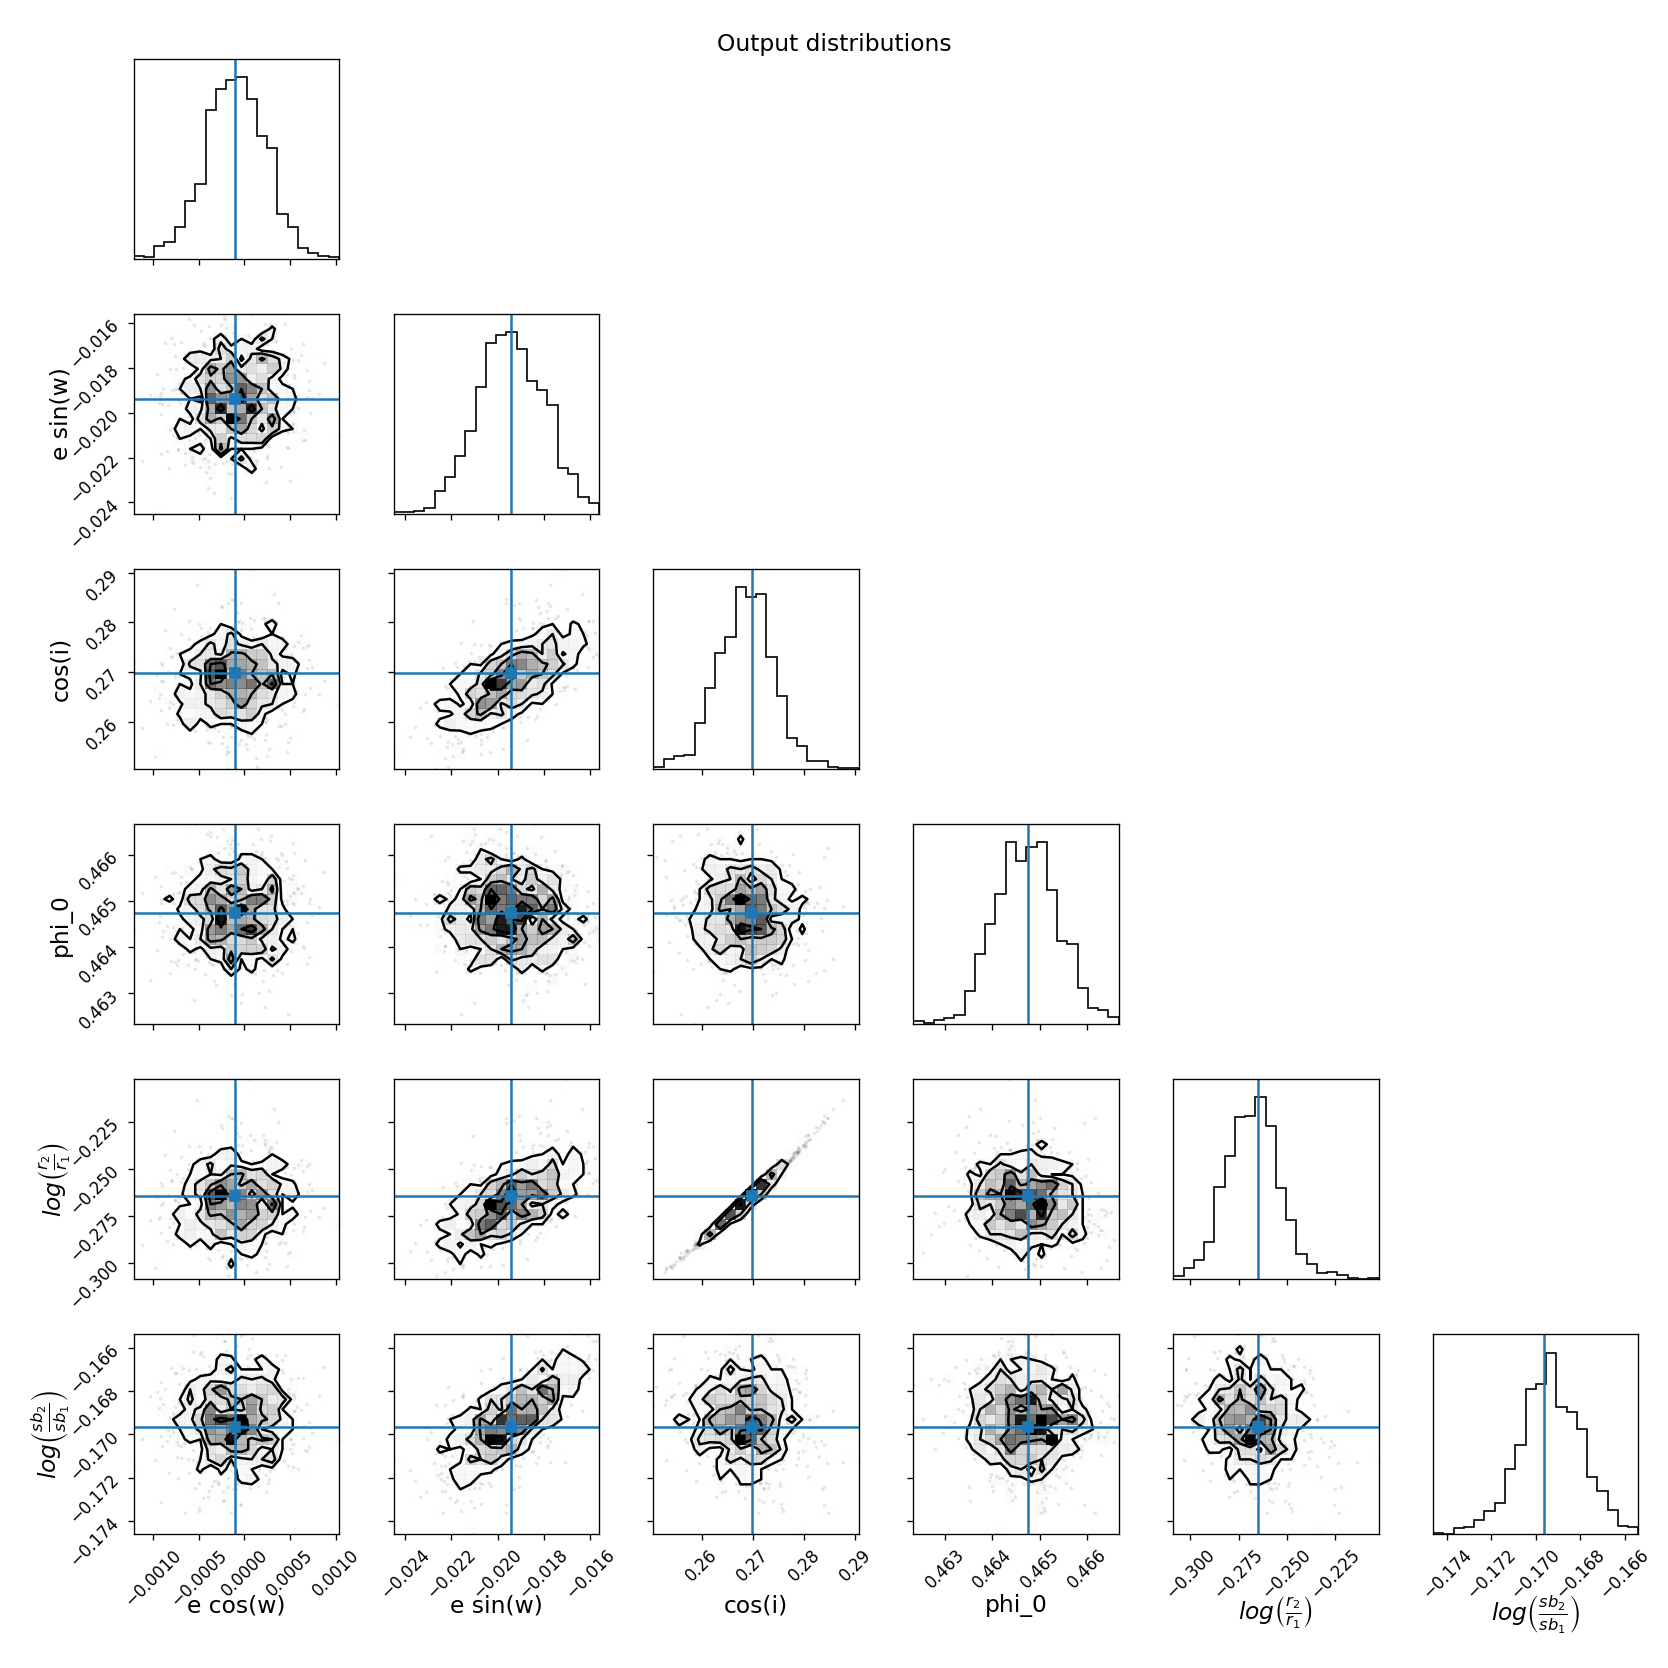 Output distributions
e sin(w)
−0.016
−0.018
−0.020
−0.022
−0.024
cos(i)
0.29
0.28
0.27
0.26
phi_0
0.466
0.465
0.464
0.463
log(r₂/r₁)
−0.225
−0.250
−0.275
−0.300
log(sb₂/sb₁)
−0.166
−0.168
−0.170
−0.172
−0.174
−0.0010 −0.0005 0.0000 0.0005 0.0010 −0.024 −0.022 −0.020 −0.018 −0.016 0.26 0.27 0.28 0.29 0.463 0.464 0.465 0.466 −0.300 −0.275 −0.250 −0.225 −0.174 −0.172 −0.170 −0.168 −0.166
e cos(w) e sin(w) cos(i) phi_0 log(r₂/r₁) log(sb₂/sb₁)